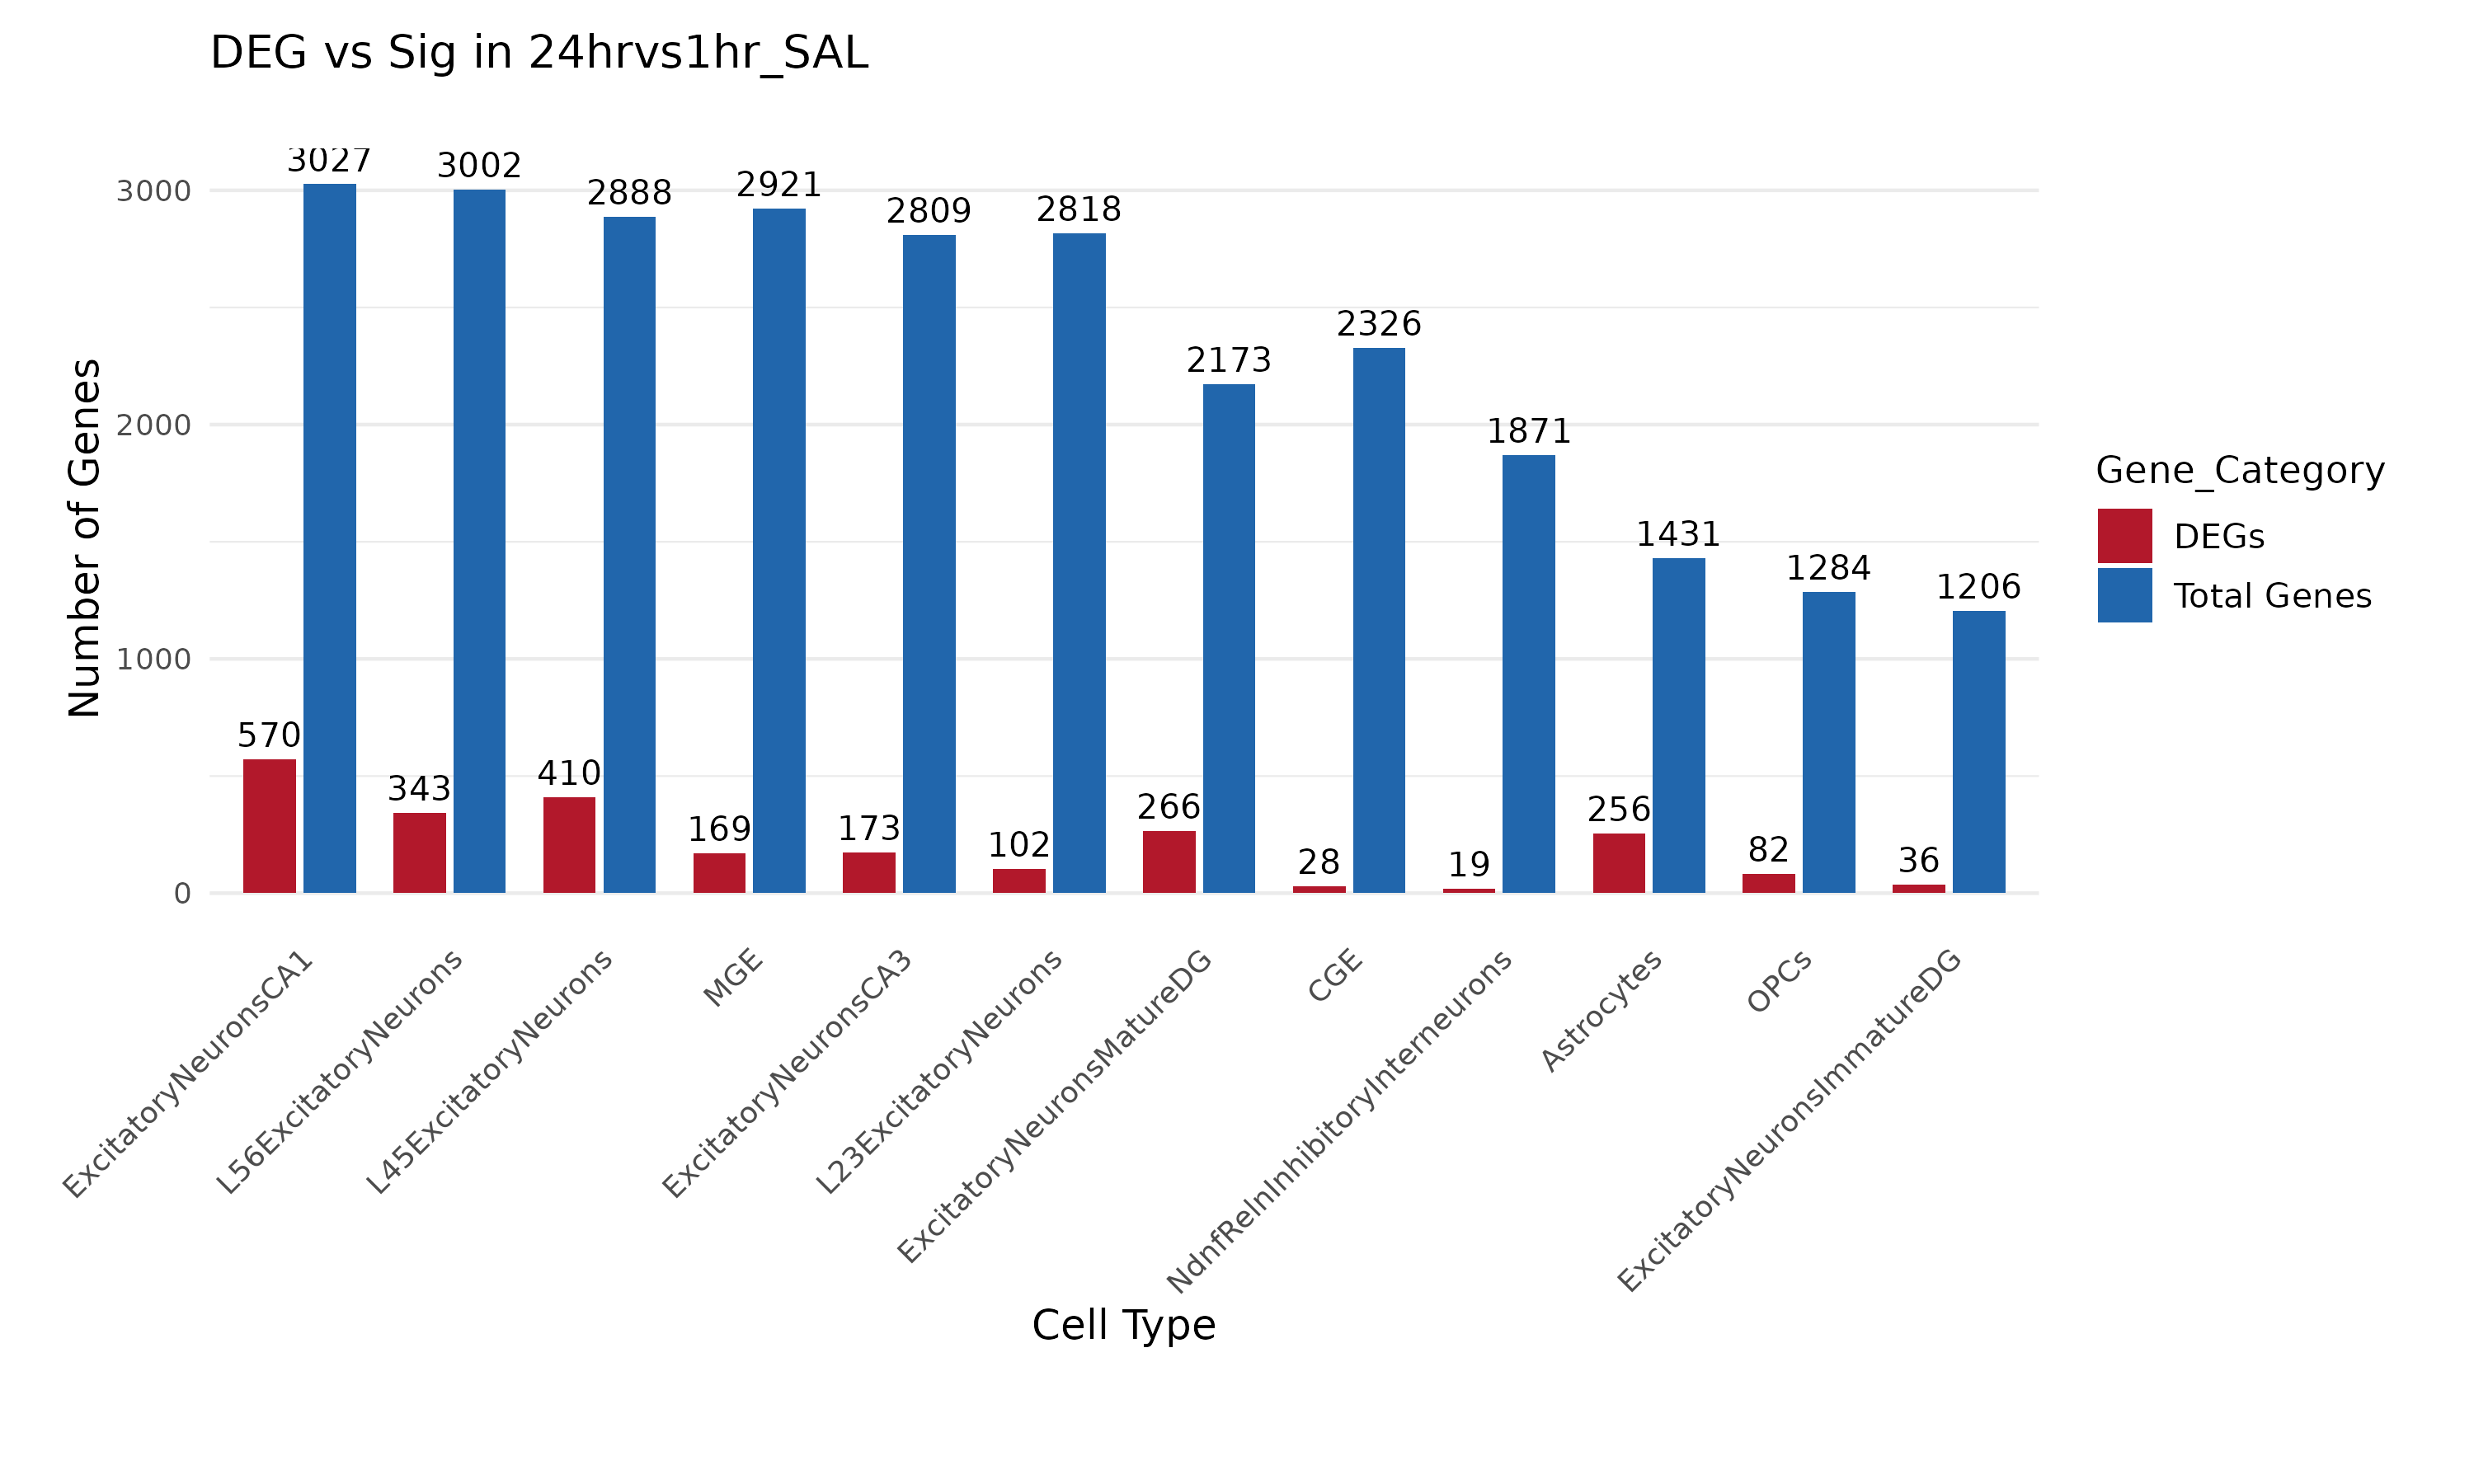 DEG vs Sig in 24hrvs1hr_SAL
Number of Genes
3000
2000
1000
0
3027
3002
2888
2921
2809
2818
2173
2326
1871
1431
1284
1206
570
343
410
169
173
102
266
28
19
256
82
36
ExcitatoryNeuronsCA1
L56ExcitatoryNeurons
L45ExcitatoryNeurons
MGE
ExcitatoryNeuronsCA3
L23ExcitatoryNeurons
ExcitatoryNeuronsMatureDG
CGE
NdnfRelnInhibitoryInterneurons
Astrocytes
OPCs
ExcitatoryNeuronsImmatureDG
Cell Type
Gene_Category
DEGs
Total Genes